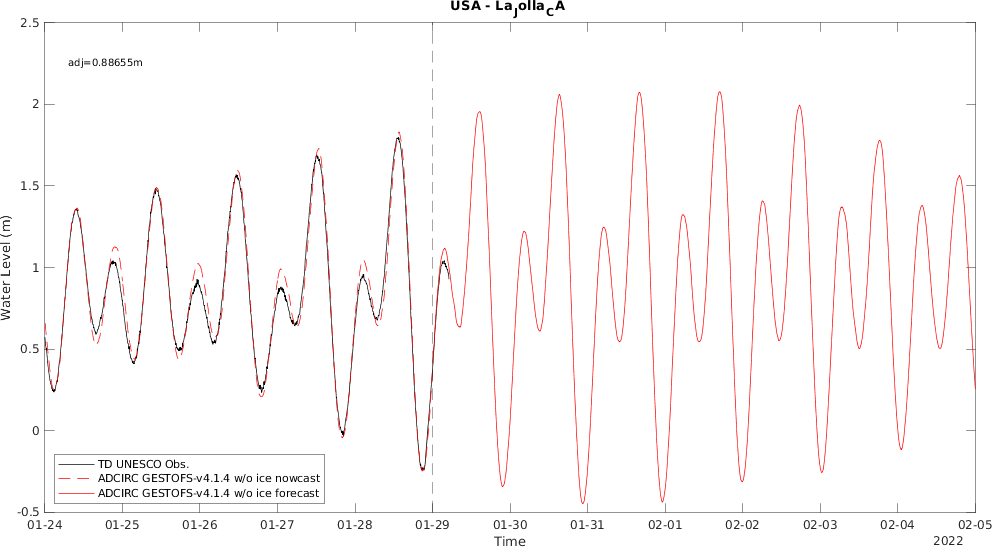 USA - LaJollaCA
adj=0.88655m
2.5
2
1.5
1
0.5
0
-0.5
Water Level (m)
TD UNESCO Obs.
ADCIRC GESTOFS-v4.1.4 w/o ice nowcast
ADCIRC GESTOFS-v4.1.4 w/o ice forecast
01-24 01-25 01-26 01-27 01-28 01-29 01-30 01-31 02-01 02-02 02-03 02-04 02-05
Time
2022